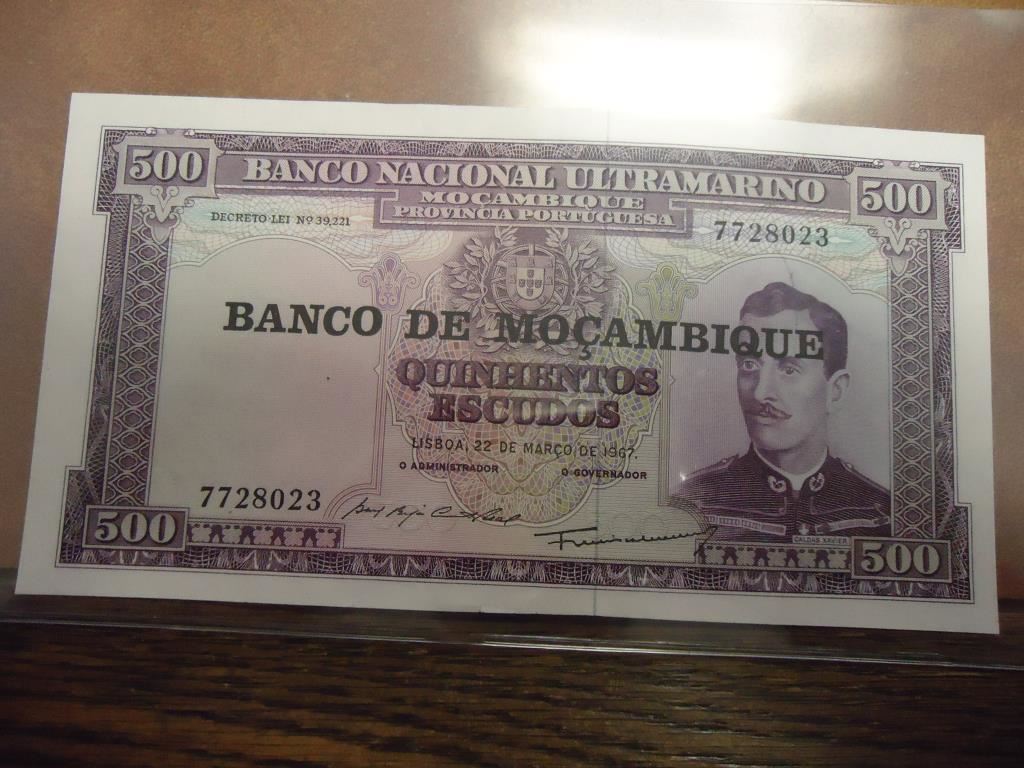 500 BANCO NACIONAL ULTRAMARINO 500
MOÇAMBIQUE
PROVÍNCIA PORTUGUESA
DECRETO-LEI Nº 39,221
7728023
BANCO DE MOÇAMBIQUE
QUINHENTOS
ESCUDOS
LISBOA, 22 DE MARÇO DE 1967.
O ADMINISTRADOR O GOVERNADOR
7728023
CALDAS XAVIER
500 500